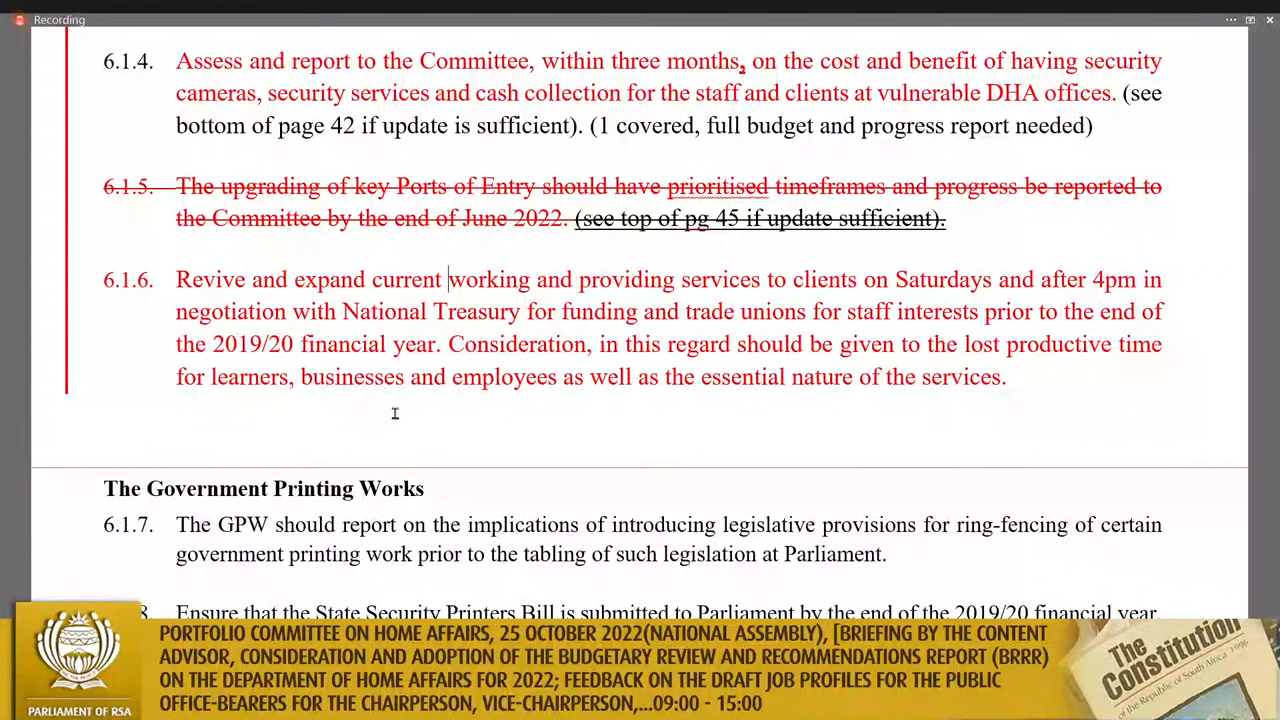 Recording
6.1.4. Assess and report to the Committee, within three months, on the cost and benefit of having security
cameras, security services and cash collection for the staff and clients at vulnerable DHA offices. (see
bottom of page 42 if update is sufficient). (1 covered, full budget and progress report needed)
6.1.5. The upgrading of key Ports of Entry should have prioritised timeframes and progress be reported to
the Committee by the end of June 2022. (see top of pg 45 if update sufficient).
6.1.6. Revive and expand current working and providing services to clients on Saturdays and after 4pm in
negotiation with National Treasury for funding and trade unions for staff interests prior to the end of
the 2019/20 financial year. Consideration, in this regard should be given to the lost productive time
for learners, businesses and employees as well as the essential nature of the services.
The Government Printing Works
6.1.7. The GPW should report on the implications of introducing legislative provisions for ring-fencing of certain
government printing work prior to the tabling of such legislation at Parliament.
8. Ensure that the State Security Printers Bill is submitted to Parliament by the end of the 2019/20 financial year.
PORTFOLIO COMMITTEE ON HOME AFFAIRS, 25 OCTOBER 2022(NATIONAL ASSEMBLY), [BRIEFING BY THE CONTENT
ADVISOR, CONSIDERATION AND ADOPTION OF THE BUDGETARY REVIEW AND RECOMMENDATIONS REPORT (BRRR)
ON THE DEPARTMENT OF HOME AFFAIRS FOR 2022; FEEDBACK ON THE DRAFT JOB PROFILES FOR THE PUBLIC
OFFICE-BEARERS FOR THE CHAIRPERSON, VICE-CHAIRPERSON,...09:00 - 15:00
PARLIAMENT OF RSA
The
Constitution
of the Republic of South Africa, 1996